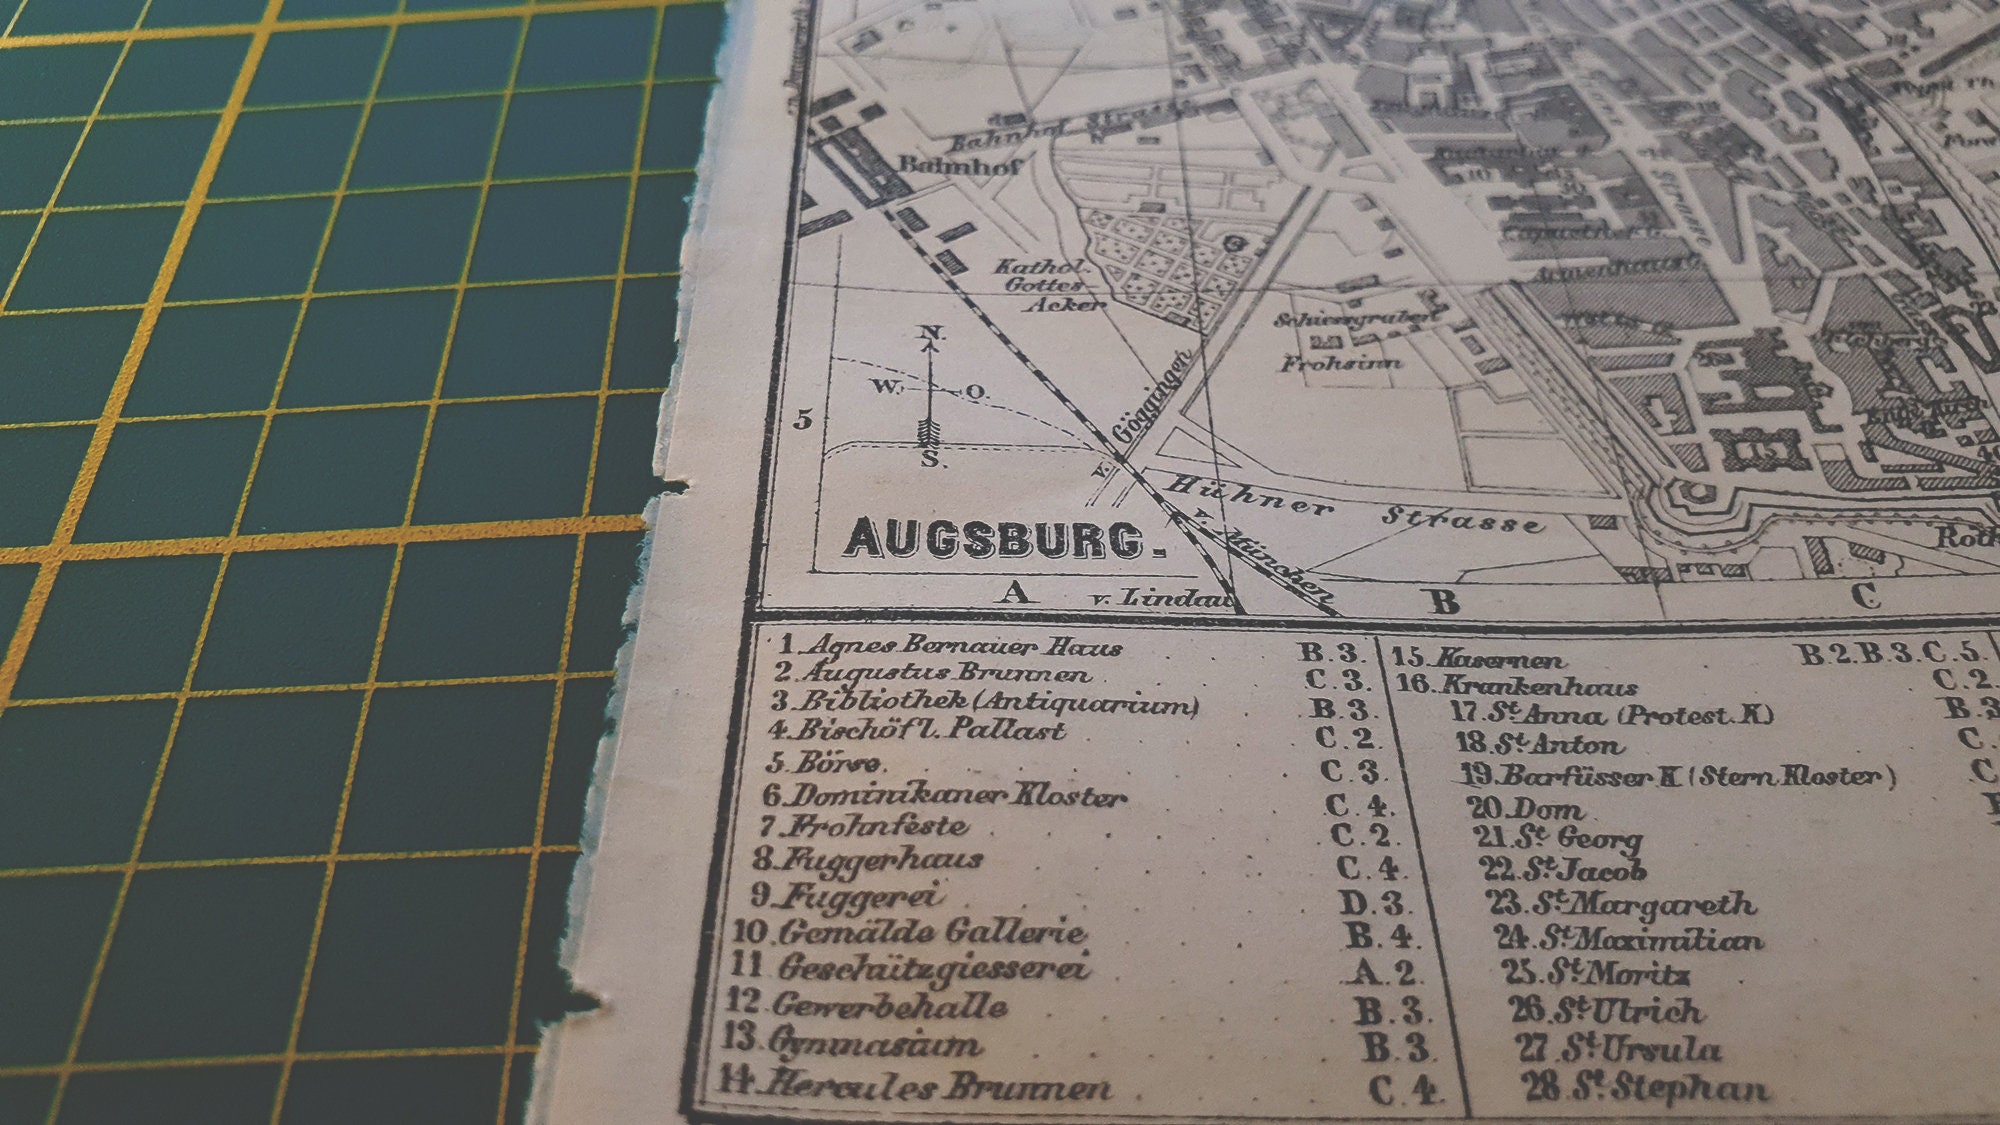 Bahnhof Strasse
Bahnhof
Kathol.
Gottes-
Acker
Schiessgraben
Frohsinn
N.
W. O.
S.
5
v. Göggingen
Hühner Strasse
v. München
AUGSBURG.
A v. Lindau B C
Strasse
Armenhaus
15
Roth
1. Agnes Bernauer Haus B. 3.
2. Augustus Brunnen C. 3.
3. Bibliothek (Antiquarium) B. 3.
4. Bischöfl. Pallast C. 2.
5. Börse. C. 3.
6. Dominikaner Kloster C. 4.
7. Frohnfeste C. 2.
8. Fuggerhaus C. 4.
9. Fuggerei D. 3.
10. Gemälde Gallerie B. 4.
11. Geschützgiesserei A. 2.
12. Gewerbehalle B. 3.
13. Gymnasium B. 3.
14. Hercules Brunnen C. 4.
15. Kasernen B. 2. B. 3. C. 5.
16. Krankenhaus C. 2.
17. St. Anna (Protest. K.) B. 3
18. St. Anton C.
19. Barfüsser K. (Stern Kloster) C
20. Dom
21. St. Georg
22. St. Jacob
23. St. Margareth
24. St. Maximilian
25. St. Moritz
26. St. Ulrich
27. St. Ursula
28. St. Stephan